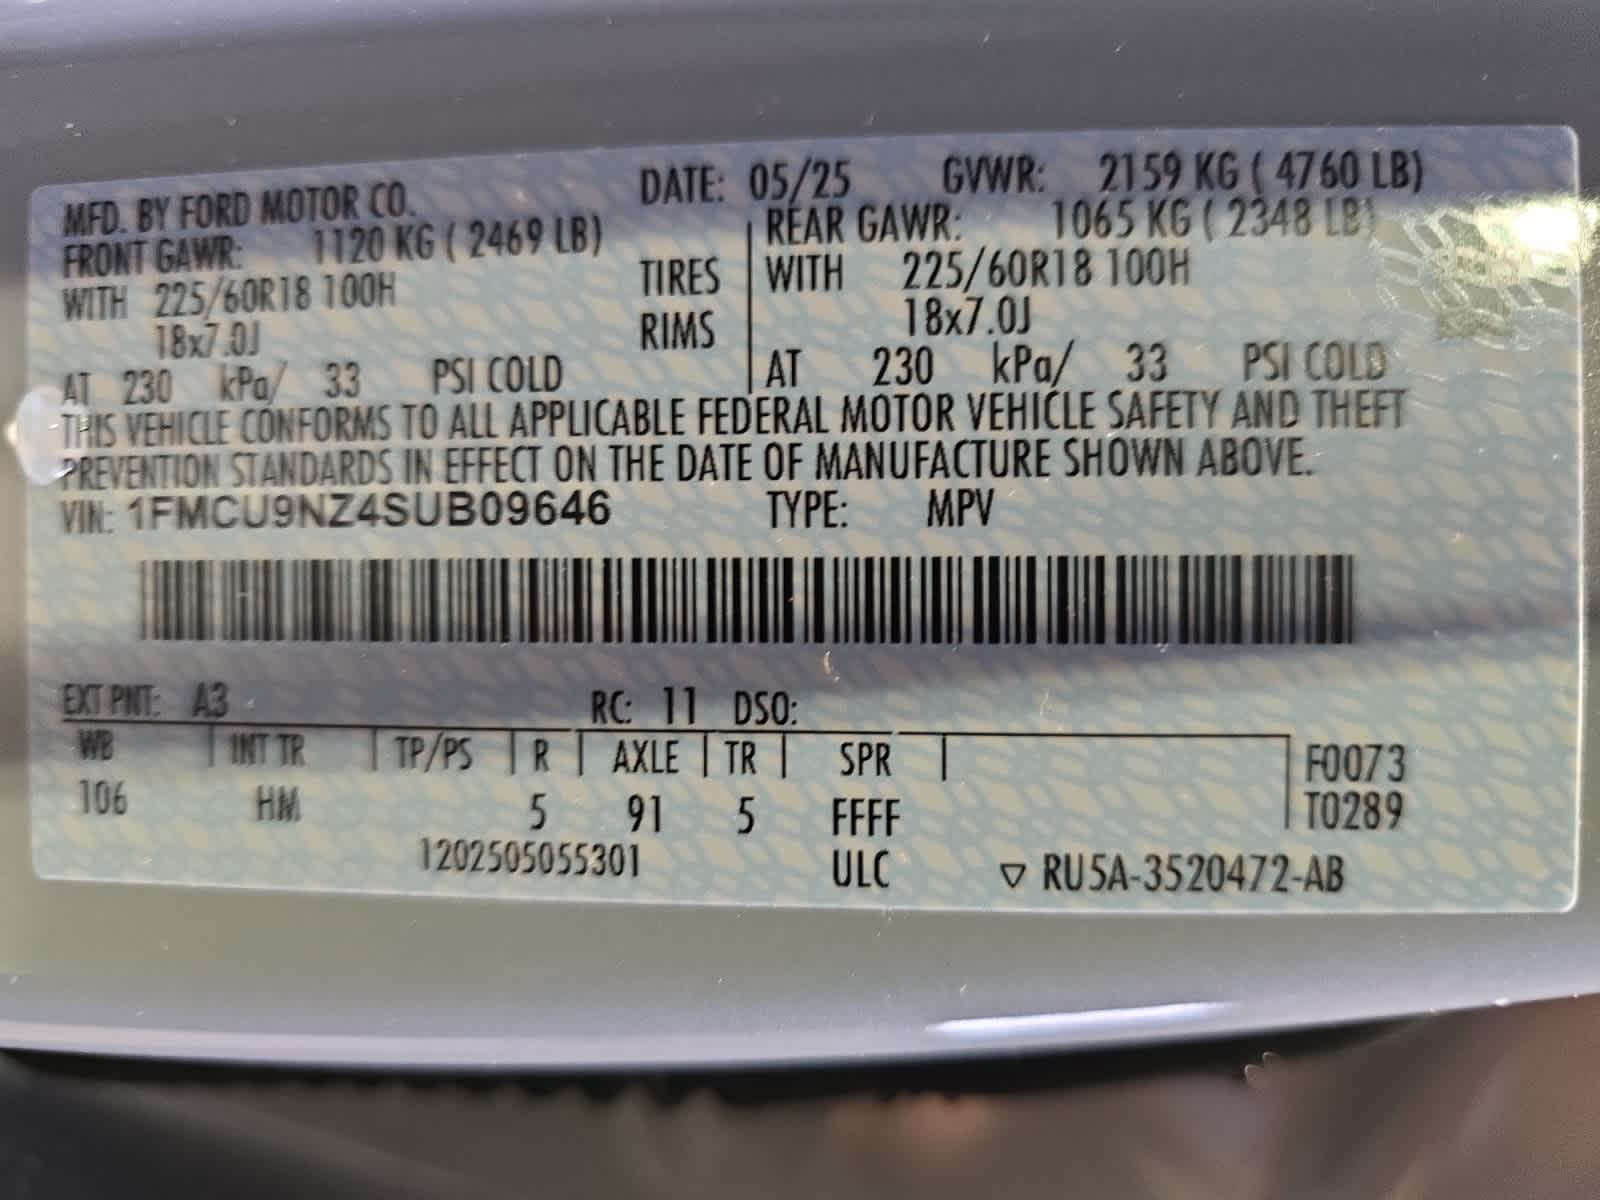 MFD. BY FORD MOTOR CO. DATE: 05/25 GVWR: 2159 KG ( 4760 LB)
FRONT GAWR: 1120 KG ( 2469 LB) REAR GAWR: 1065 KG ( 2348 LB)
WITH 225/60R18 100H TIRES WITH 225/60R18 100H
18x7.0J RIMS 18x7.0J
AT 230 kPa/ 33 PSI COLD AT 230 kPa/ 33 PSI COLD
THIS VEHICLE CONFORMS TO ALL APPLICABLE FEDERAL MOTOR VEHICLE SAFETY AND THEFT
PREVENTION STANDARDS IN EFFECT ON THE DATE OF MANUFACTURE SHOWN ABOVE.
VIN: 1FMCU9NZ4SUB09646 TYPE: MPV
EXT PNT: A3 RC: 11 DSO:
WB INT TR TP/PS R AXLE TR SPR F0073
106 HM 5 91 5 FFFF T0289
1202505055301 ULC ▽ RU5A-3520472-AB